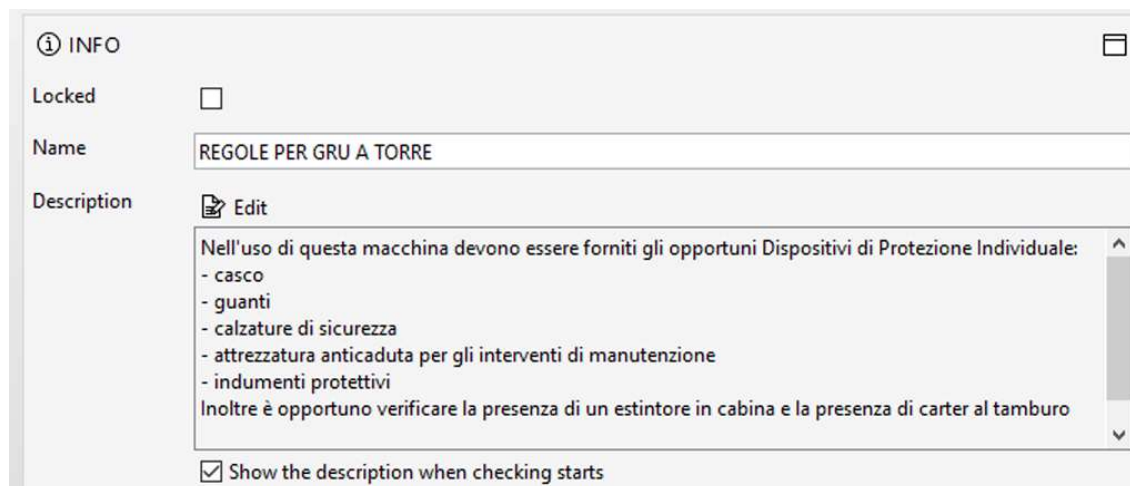 INFO
Locked
Name
REGOLE PER GRU A TORRE
Description
Edit
Nell'uso di questa macchina devono essere forniti gli opportuni Dispositivi di Protezione Individuale:
- casco
- guanti
- calzature di sicurezza
- attrezzatura anticaduta per gli interventi di manutenzione
- indumenti protettivi
Inoltre è opportuno verificare la presenza di un estintore in cabina e la presenza di carter al tamburo
Show the description when checking starts